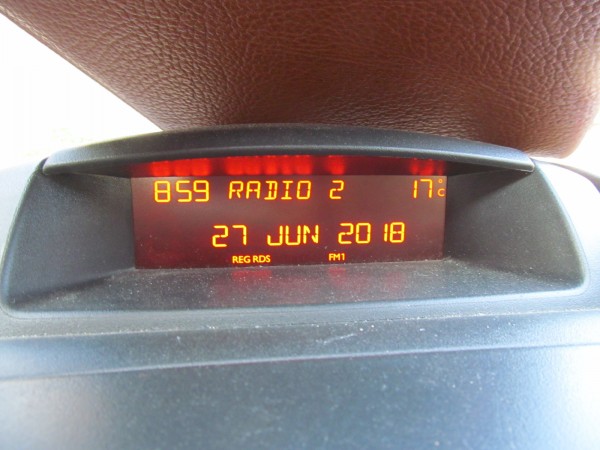 859 RADIO 2 17°C
27 JUN 2018
REG RDS FM1